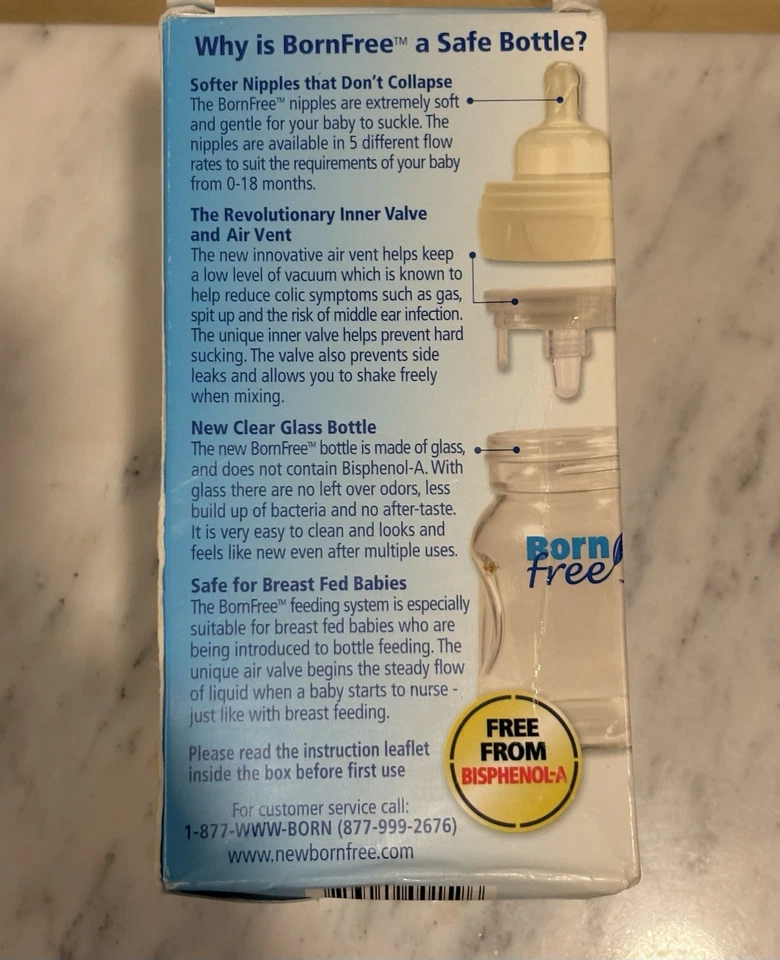 Why is BornFree™ a Safe Bottle?
Softer Nipples that Don't Collapse
The BornFree™ nipples are extremely soft
and gentle for your baby to suckle. The
nipples are available in 5 different flow
rates to suit the requirements of your baby
from 0-18 months.
The Revolutionary Inner Valve
and Air Vent
The new innovative air vent helps keep
a low level of vacuum which is known to
help reduce colic symptoms such as gas,
spit up and the risk of middle ear infection.
The unique inner valve helps prevent hard
sucking. The valve also prevents side
leaks and allows you to shake freely
when mixing.
New Clear Glass Bottle
The new BornFree™ bottle is made of glass,
and does not contain Bisphenol-A. With
glass there are no left over odors, less
build up of bacteria and no after-taste.
It is very easy to clean and looks and
feels like new even after multiple uses.
Born
free
Safe for Breast Fed Babies
The BornFree™ feeding system is especially
suitable for breast fed babies who are
being introduced to bottle feeding. The
unique air valve begins the steady flow
of liquid when a baby starts to nurse -
just like with breast feeding.
FREE
FROM
BISPHENOL-A
Please read the instruction leaflet
inside the box before first use
For customer service call:
1-877-WWW-BORN (877-999-2676)
www.newbornfree.com